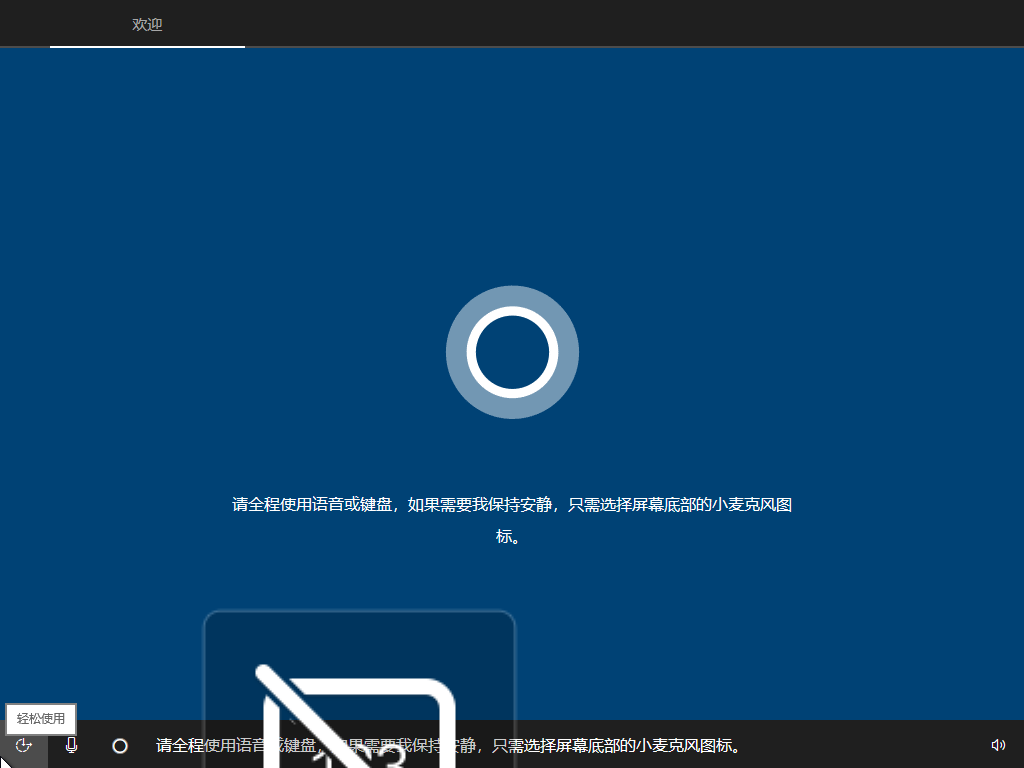 欢迎
请全程使用语音或键盘，如果需要我保持安静，只需选择屏幕底部的小麦克风图
标。
轻松使用
请全程使用语音或键盘，如果需要我保持安静，只需选择屏幕底部的小麦克风图标。